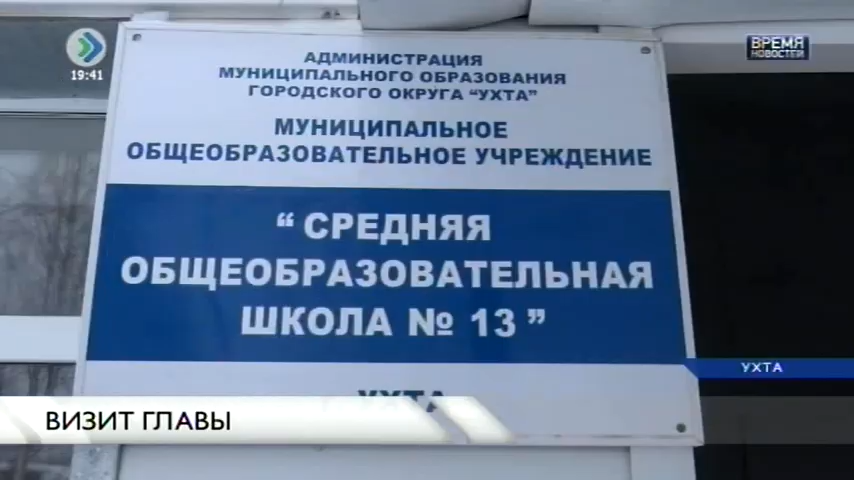 19:41
ВРЕМЯ
НОВОСТЕЙ
АДМИНИСТРАЦИЯ
МУНИЦИПАЛЬНОГО ОБРАЗОВАНИЯ
ГОРОДСКОГО ОКРУГА "УХТА"
МУНИЦИПАЛЬНОЕ
ОБЩЕОБРАЗОВАТЕЛЬНОЕ УЧРЕЖДЕНИЕ
“ СРЕДНЯЯ
ОБЩЕОБРАЗОВАТЕЛЬНАЯ
ШКОЛА № 13 ”
УХТА
УХТА
ВИЗИТ ГЛАВЫ